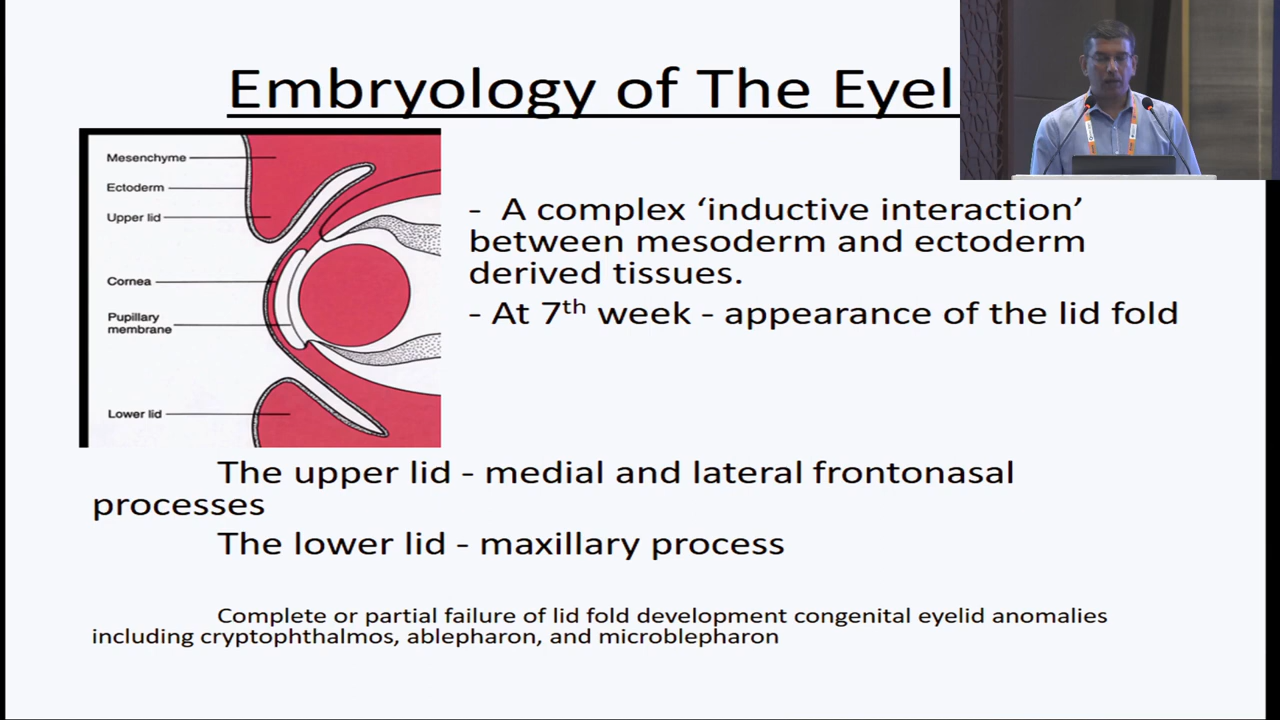 Embryology of The Eyel
Mesenchyme
Ectoderm
Upper lid
Cornea
Pupillary
membrane
Lower lid
- A complex ‘inductive interaction’
between mesoderm and ectoderm
derived tissues.
- At 7th week - appearance of the lid fold
The upper lid - medial and lateral frontonasal
processes
The lower lid - maxillary process
Complete or partial failure of lid fold development congenital eyelid anomalies
including cryptophthalmos, ablepharon, and microblepharon